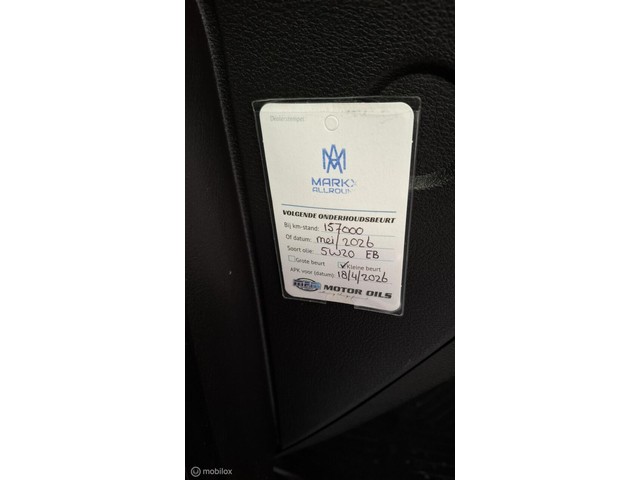 MARKX
ALLROUND
VOLGENDE ONDERHOUDSBEURT
Bij km-stand: 157000
Of datum: mei/2026
Soort olie: 5W20 EB
Grote beurt Kleine beurt
APK voor (datum): 18/4/2026
MOTOR OILS
mobilox